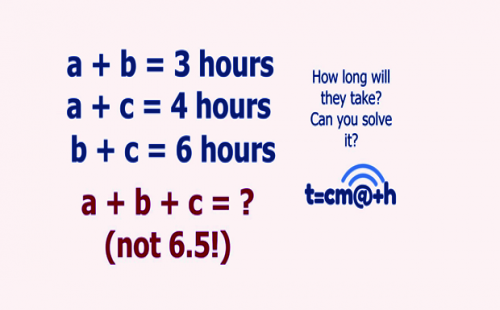 a + b = 3 hours
a + c = 4 hours
b + c = 6 hours
a + b + c = ?
(not 6.5!)
How long will
they take?
Can you solve
it?
t=cm@+h